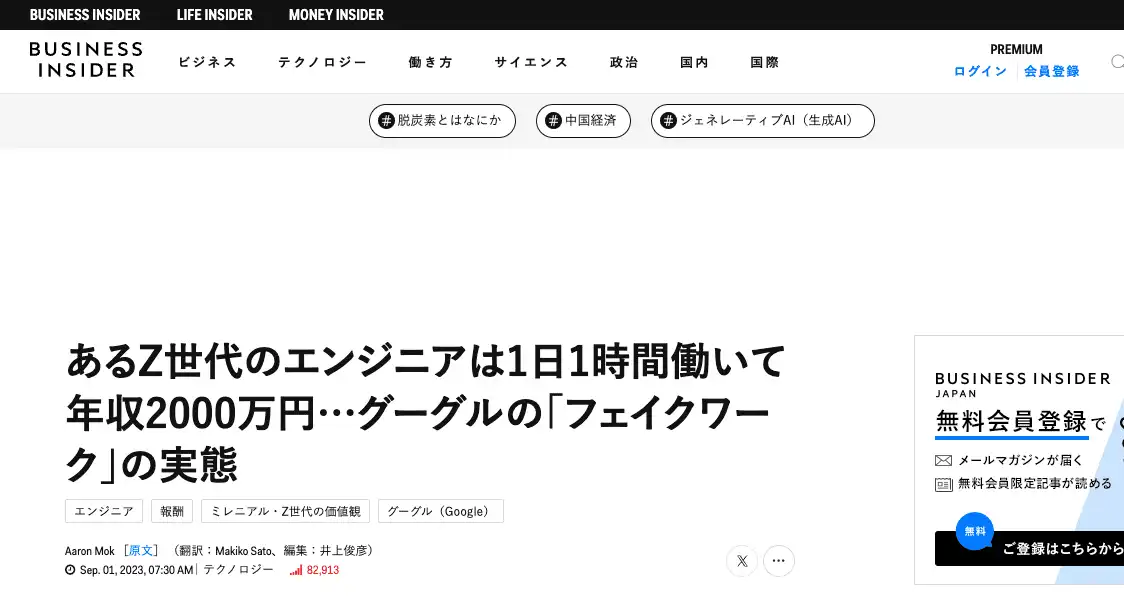 BUSINESS INSIDER LIFE INSIDER MONEY INSIDER
BUSINESS
INSIDER
ビジネス テクノロジー 働き方 サイエンス 政治 国内 国際
PREMIUM
ログイン 会員登録
#脱炭素とはなにか #中国経済 #ジェネレーティブAI（生成AI）
あるZ世代のエンジニアは1日1時間働いて
年収2000万円…グーグルの「フェイクワー
ク」の実態
エンジニア 報酬 ミレニアル・Z世代の価値観 グーグル（Google）
Aaron Mok ［原文］ （翻訳：Makiko Sato、編集：井上俊彦）
Sep. 01, 2023, 07:30 AM テクノロジー 82,913
BUSINESS INSIDER
JAPAN
無料会員登録で
メールマガジンが届く
無料会員限定記事が読める
無料
ご登録はこちらから